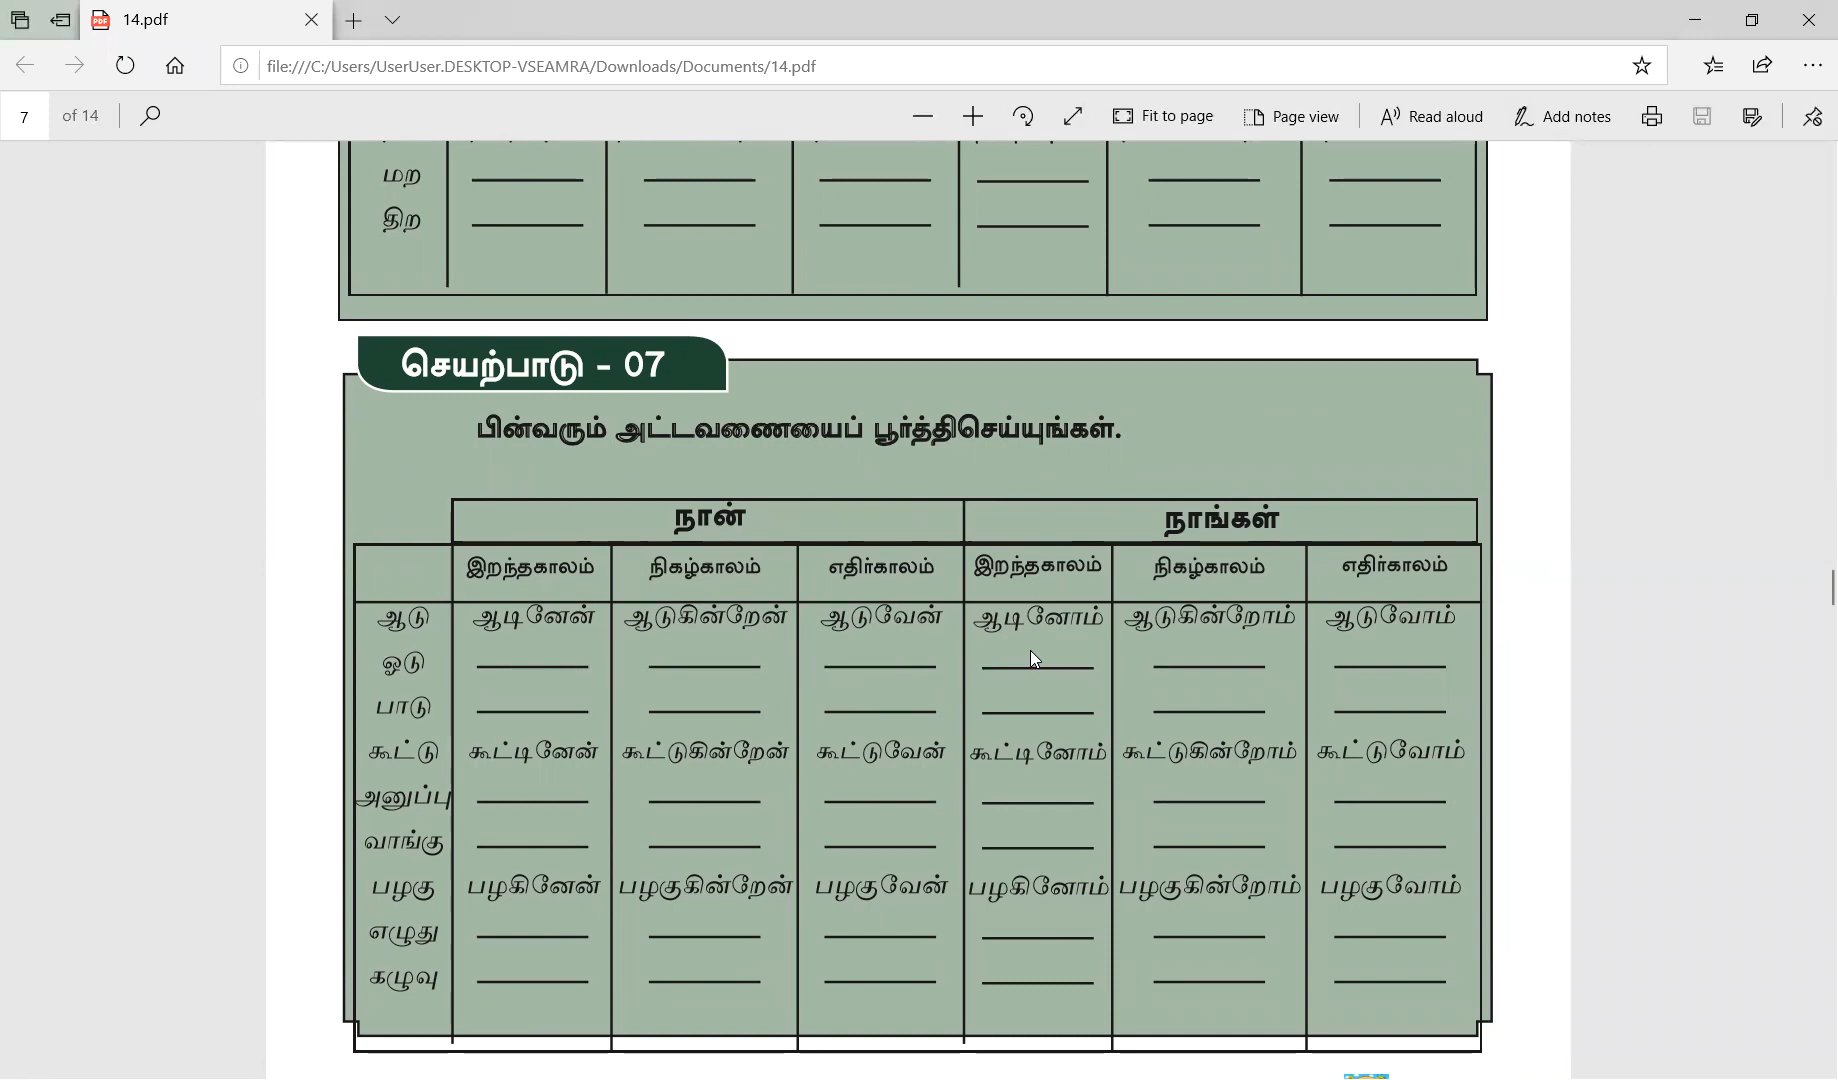 14.pdf
file:///C:/Users/UserUser.DESKTOP-VSEAMRA/Downloads/Documents/14.pdf
7 of 14 Fit to page Page view Read aloud Add notes
மற
திற
செயற்பாடு - 07
பின்வரும் அட்டவணையைப் பூர்த்திசெய்யுங்கள்.
நான் நாங்கள்
இறந்தகாலம் நிகழ்காலம் எதிர்காலம் இறந்தகாலம் நிகழ்காலம் எதிர்காலம்
ஆடு ஆடினேன் ஆடுகின்றேன் ஆடுவேன் ஆடினோம் ஆடுகின்றோம் ஆடுவோம்
ஓடு
பாடு
கூட்டு கூட்டினேன் கூட்டுகின்றேன் கூட்டுவேன் கூட்டினோம் கூட்டுகின்றோம் கூட்டுவோம்
அனுப்பு
வாங்கு
பழகு பழகினேன் பழகுகின்றேன் பழகுவேன் பழகினோம் பழகுகின்றோம் பழகுவோம்
எழுது
கழுவு